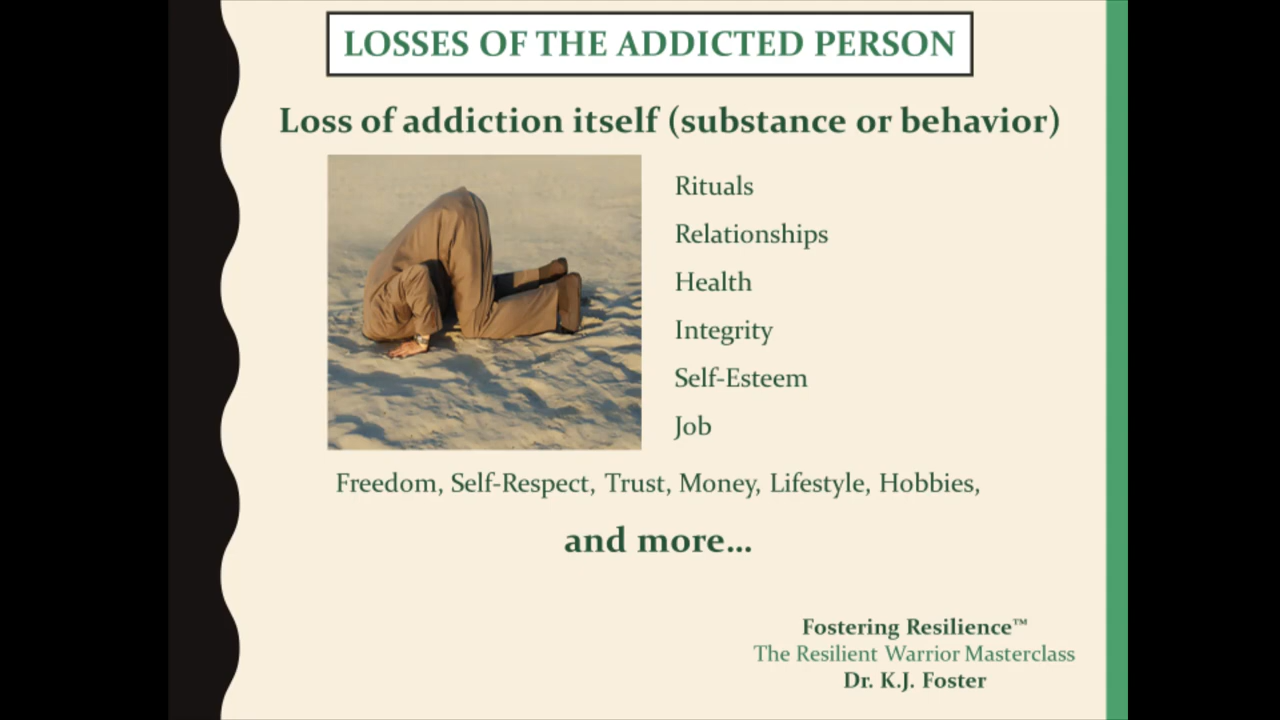 LOSSES OF THE ADDICTED PERSON
Loss of addiction itself (substance or behavior)
Rituals
Relationships
Health
Integrity
Self-Esteem
Job
Freedom, Self-Respect, Trust, Money, Lifestyle, Hobbies,
and more...
Fostering Resilience™
The Resilient Warrior Masterclass
Dr. K.J. Foster